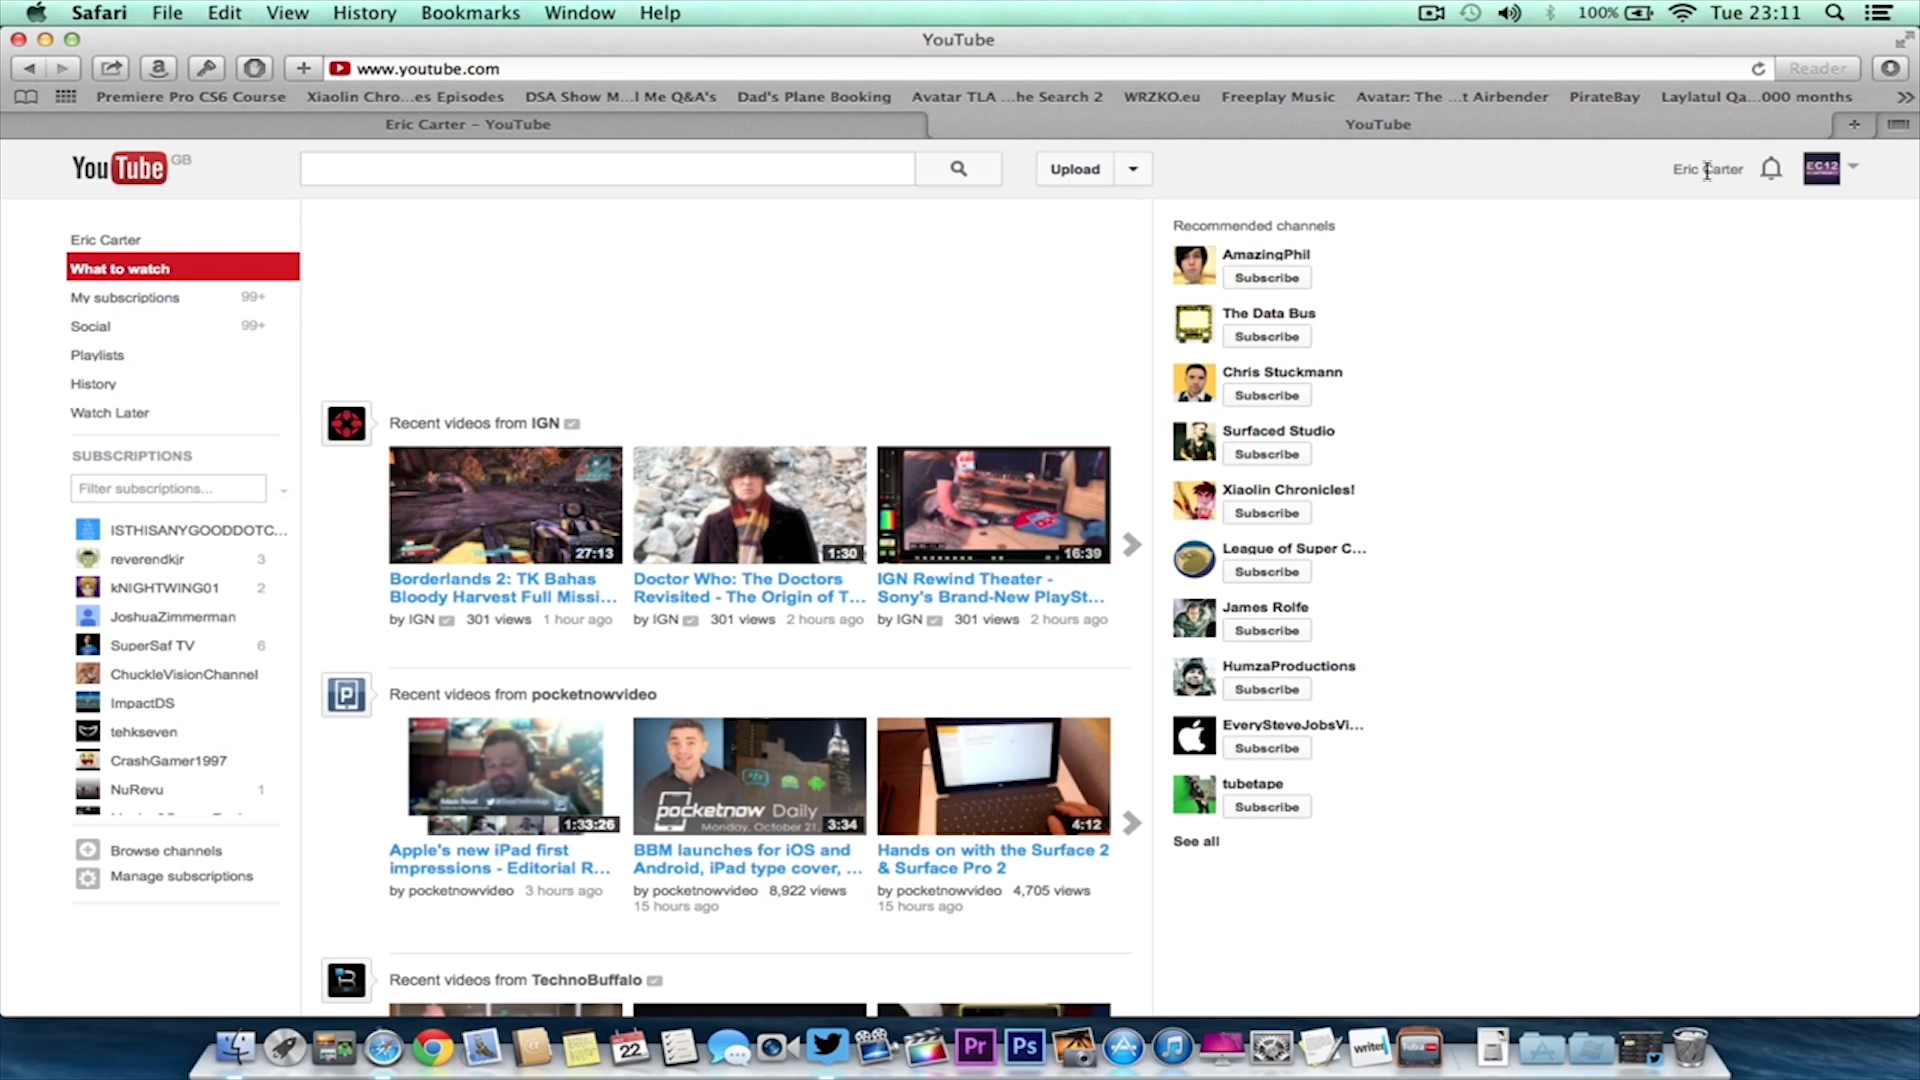 Safari File Edit View History Bookmarks Window Help 100% Tue 23:11
YouTube
www.youtube.com Reader
Premiere Pro CS6 Course Xiaolin Chro...es Episodes DSA Show M...l Me Q&A's Dad's Plane Booking Avatar TLA ...he Search 2 WRZKO.eu Freeplay Music Avatar: The ...t Airbender PirateBay Laylatul Qa...000 months
Eric Carter – YouTube YouTube
YouTube GB Upload Eric Carter EC12
Eric Carter
What to watch
My subscriptions 99+
Social 99+
Playlists
History
Watch Later
SUBSCRIPTIONS
Filter subscriptions...
ISTHISANYGOODDOTC...
reverendkjr 3
kNIGHTWING01 2
JoshuaZimmerman
SuperSaf TV 6
ChuckleVisionChannel
ImpactDS
tehkseven
CrashGamer1997
NuRevu 1
Browse channels
Manage subscriptions
Recent videos from IGN
27:13 1:30 16:39
Borderlands 2: TK Bahas Doctor Who: The Doctors IGN Rewind Theater -
Bloody Harvest Full Missi... Revisited - The Origin of T... Sony's Brand-New PlaySt...
by IGN 301 views 1 hour ago by IGN 301 views 2 hours ago by IGN 301 views 2 hours ago
Recent videos from pocketnowvideo
pocketnow Daily
Monday, October 21
1:33:26 3:34 4:12
Apple's new iPad first BBM launches for iOS and Hands on with the Surface 2
impressions - Editorial R... Android, iPad type cover, ... & Surface Pro 2
by pocketnowvideo 3 hours ago by pocketnowvideo 8,922 views by pocketnowvideo 4,705 views
15 hours ago 15 hours ago
Recent videos from TechnoBuffalo
Recommended channels
AmazingPhil
Subscribe
The Data Bus
Subscribe
Chris Stuckmann
Subscribe
Surfaced Studio
Subscribe
Xiaolin Chronicles!
Subscribe
League of Super C...
Subscribe
James Rolfe
Subscribe
HumzaProductions
Subscribe
EverySteveJobsVi...
Subscribe
tubetape
Subscribe
See all
22 Pr Ps writer